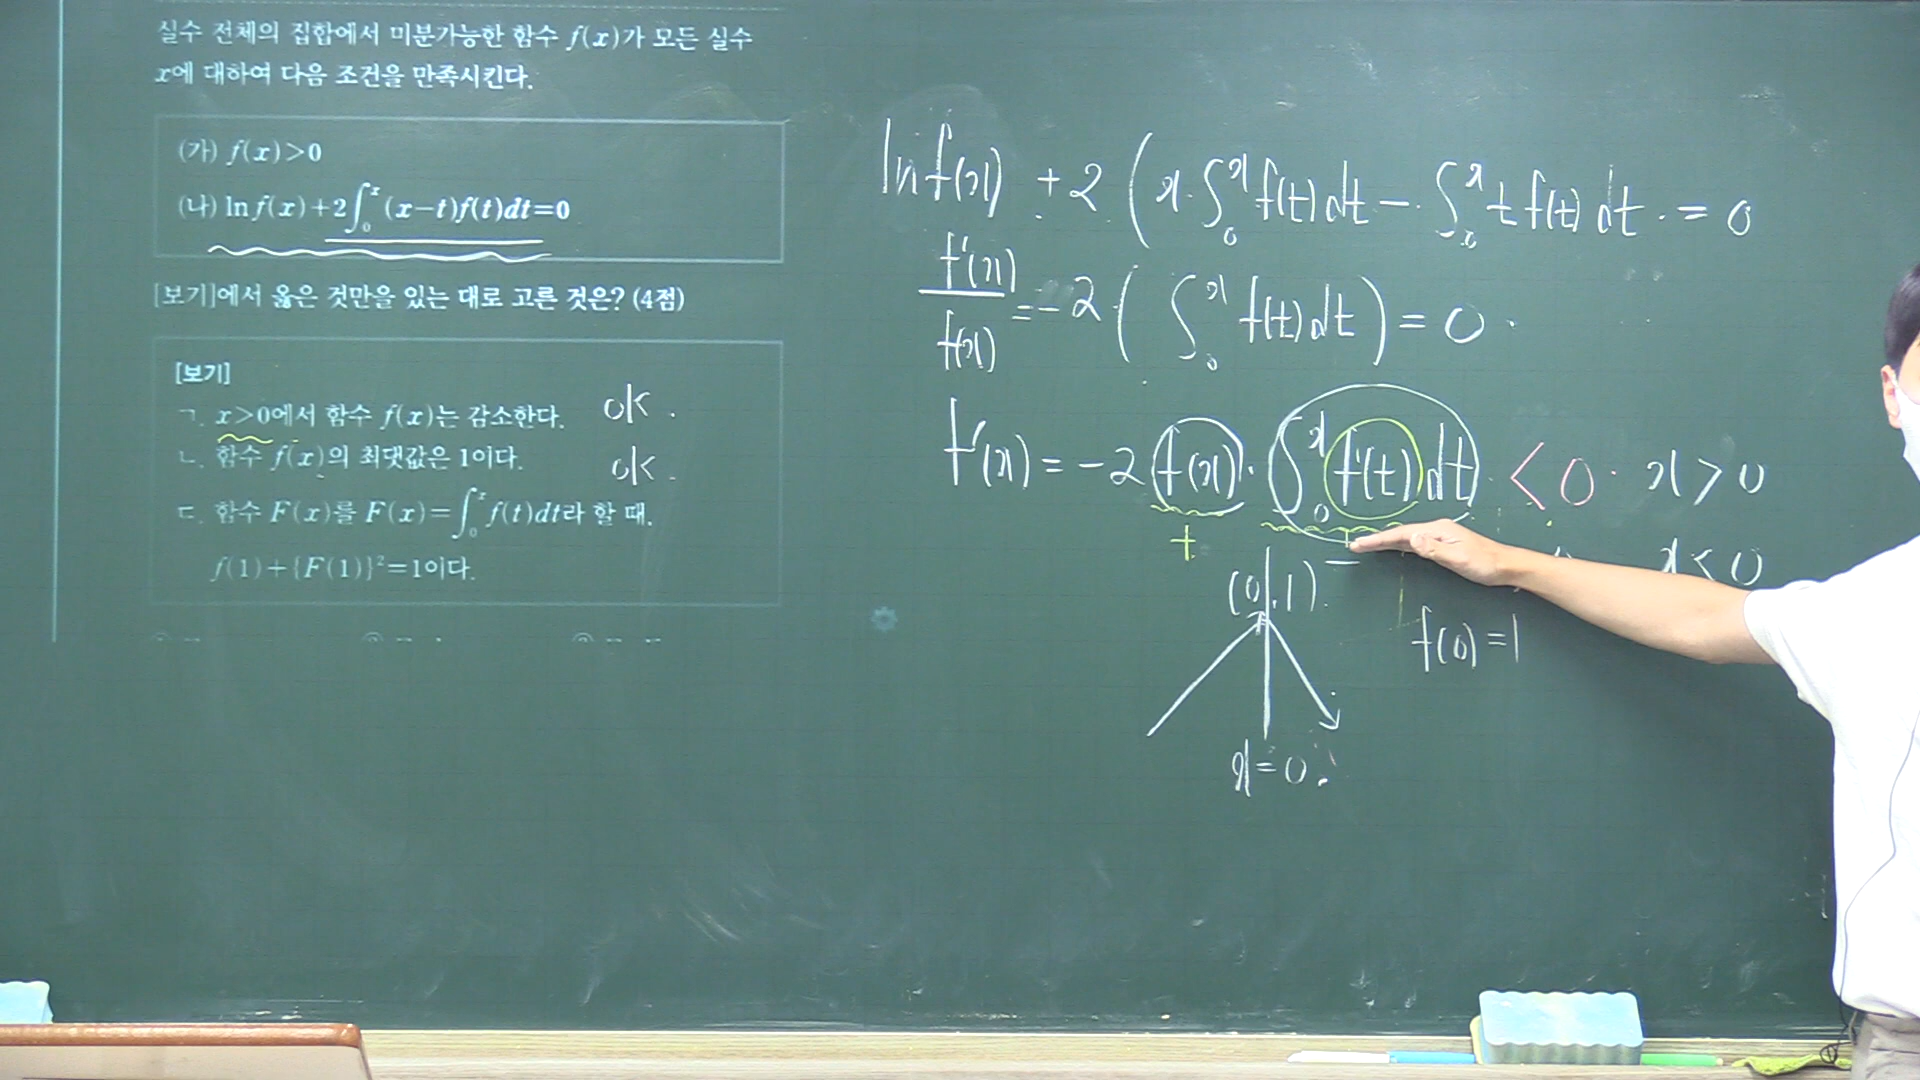 실수 전체의 집합에서 미분가능한 함수 f(x)가 모든 실수
x에 대하여 다음 조건을 만족시킨다.
(가) f(x)>0
(나) ln f(x)+2∫₀ˣ(x−t)f(t)dt=0
[보기]에서 옳은 것만을 있는 대로 고른 것은? (4점)
[보기]
ㄱ. x>0에서 함수 f(x)는 감소한다. ok.
ㄴ. 함수 f(x)의 최댓값은 1이다. ok.
ㄷ. 함수 F(x)를 F(x)=∫₀ˣ f(t)dt라 할 때,
f(1)+{F(1)}²=1이다.
ln f(x) +2 ( x·∫₀ˣ f(t)dt − ∫₀ˣ t f(t) dt = 0
f'(x)/f(x) = −2 ( ∫₀ˣ f(t)dt ) = 0
f'(x) = −2 f(x)· ∫₀ˣ f(t)dt < 0. x>0
+ −
x<0
(0,1)
f(0)=1
x=0.